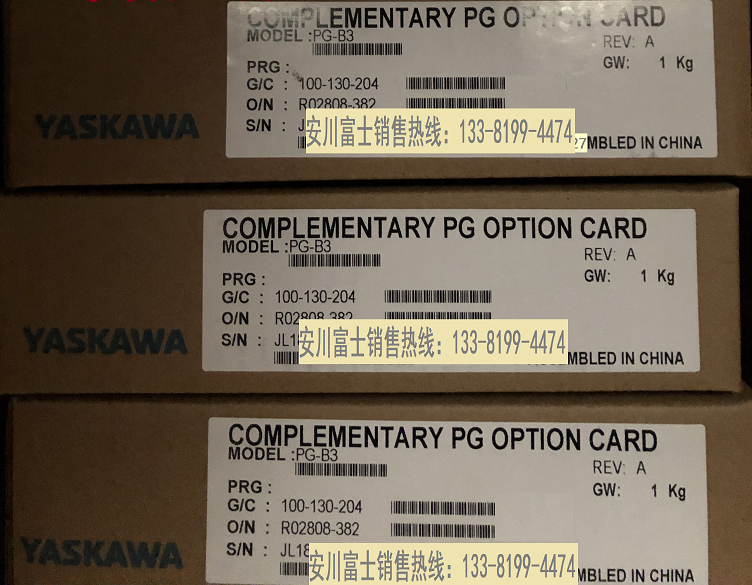 COMPLEMENTARY PG OPTION CARD
MODEL :PG-B3
REV: A
GW: 1 Kg
PRG :
G/C : 100-130-204
O/N : R02808-382
S/N : J
安川富士销售热线：133-8199-4474
27
MBLED IN CHINA
YASKAWA
COMPLEMENTARY PG OPTION CARD
MODEL :PG-B3
REV: A
GW: 1 Kg
PRG :
G/C : 100-130-204
O/N : R02808-382
S/N : JL18
安川富士销售热线：133-8199-4474
MBLED IN CHINA
YASKAWA
COMPLEMENTARY PG OPTION CARD
MODEL :PG-B3
REV: A
GW: 1 Kg
PRG :
G/C : 100-130-204
O/N : R02808-382
S/N : JL18
安川富士销售热线：133-8199-4474
MBLED IN CHINA
YASKAWA